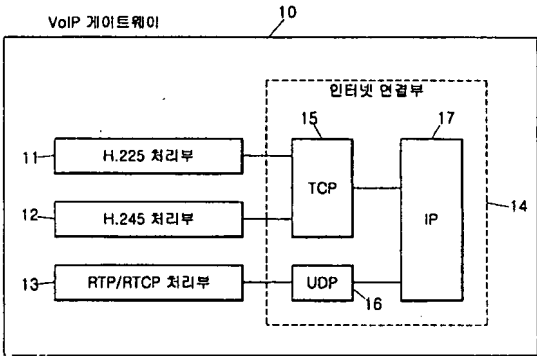 VoIP 게이트웨이
10
인터넷 연결부
15
17
11
H.225 처리부
TCP
IP
14
12
H.245 처리부
13
RTP/RTCP 처리부
UDP
16